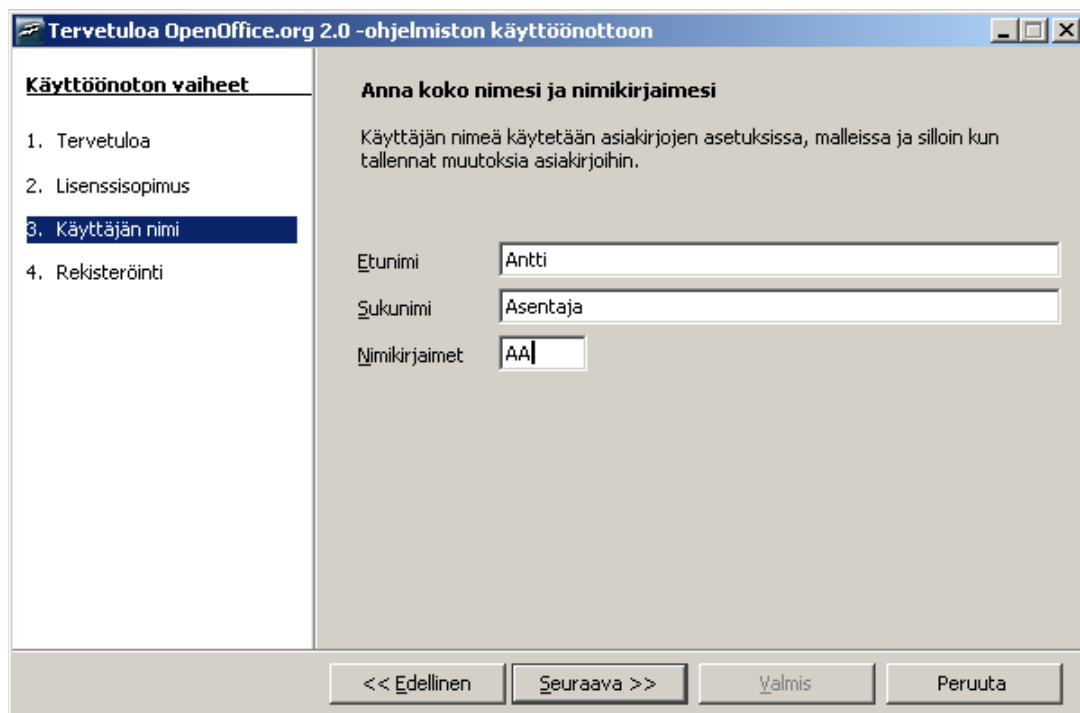 Tervetuloa OpenOffice.org 2.0 -ohjelmiston käyttöönottoon
Käyttöönoton vaiheet
1. Tervetuloa
2. Lisenssisopimus
3. Käyttäjän nimi
4. Rekisteröinti
Anna koko nimesi ja nimikirjaimesi
Käyttäjän nimeä käytetään asiakirjojen asetuksissa, malleissa ja silloin kun
tallennat muutoksia asiakirjoihin.
Etunimi Antti
Sukunimi Asentaja
Nimikirjaimet AA
<< Edellinen Seuraava >> Valmis Peruuta